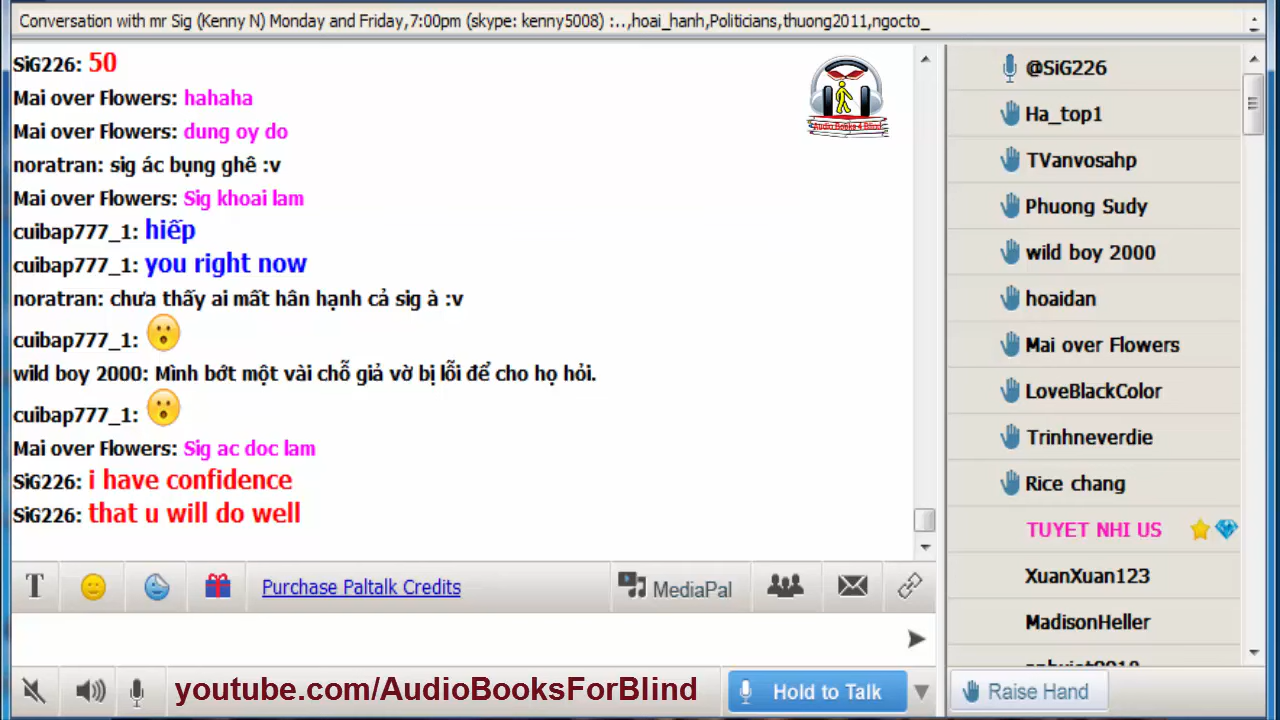 Conversation with mr Sig (Kenny N) Monday and Friday,7:00pm (skype: kenny5008) :..,hoai_hanh,Politicians,thuong2011,ngocto_
SiG226: 50
Mai over Flowers: hahaha
Mai over Flowers: dung oy do
noratran: sig ác bụng ghê :v
Mai over Flowers: Sig khoai lam
cuibap777_1: hiếp
cuibap777_1: you right now
noratran: chưa thấy ai mất hân hạnh cả sig à :v
cuibap777_1:
wild boy 2000: Mình bớt một vài chỗ giả vờ bị lỗi để cho họ hỏi.
cuibap777_1:
Mai over Flowers: Sig ac doc lam
SiG226: i have confidence
SiG226: that u will do well
Audio Books 4 Blind
@SiG226
Ha_top1
TVanvosahp
Phuong Sudy
wild boy 2000
hoaidan
Mai over Flowers
LoveBlackColor
Trinhneverdie
Rice chang
TUYET NHI US
XuanXuan123
MadisonHeller
T
Purchase Paltalk Credits
MediaPal
youtube.com/AudioBooksForBlind
Hold to Talk
Raise Hand